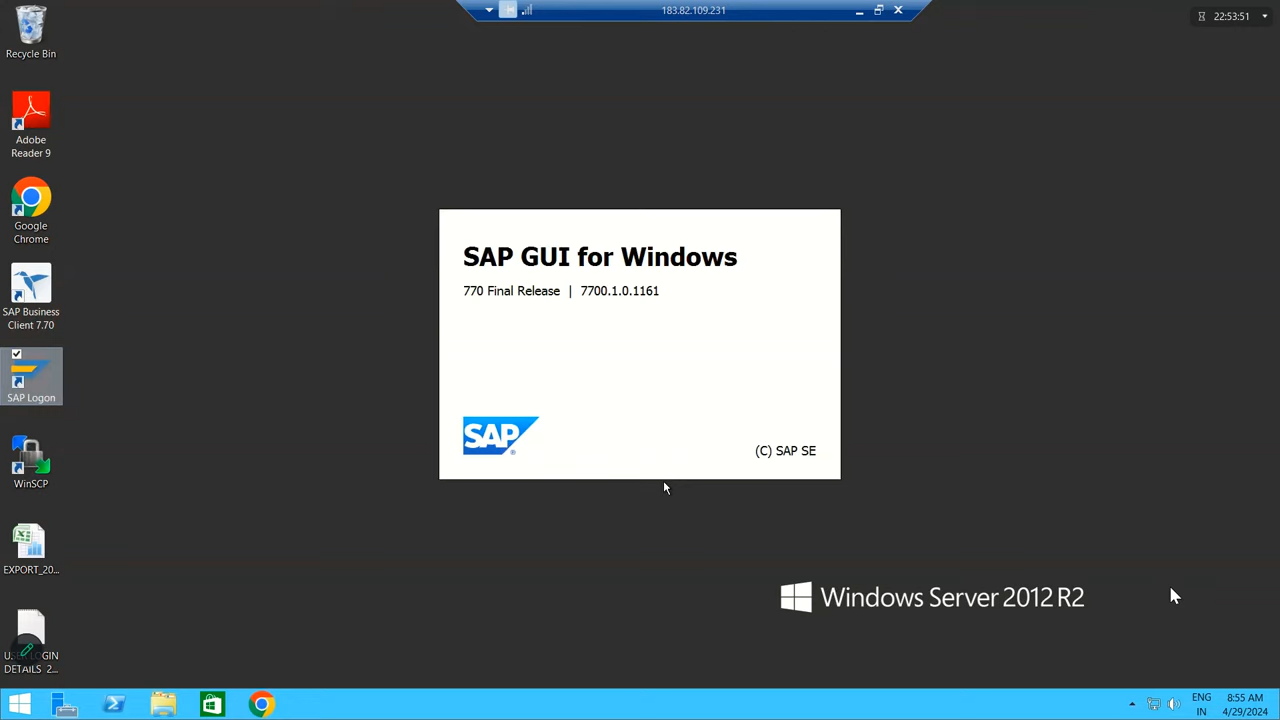 183.82.109.231
22:53:51
Recycle Bin
Adobe
Reader 9
Google
Chrome
SAP Business
Client 7.70
SAP Logon
WinSCP
EXPORT_20...
DETAILS_2...
SAP GUI for Windows
770 Final Release | 7700.1.0.1161
SAP
(C) SAP SE
Windows Server 2012 R2
ENG
IN
8:55 AM
4/29/2024